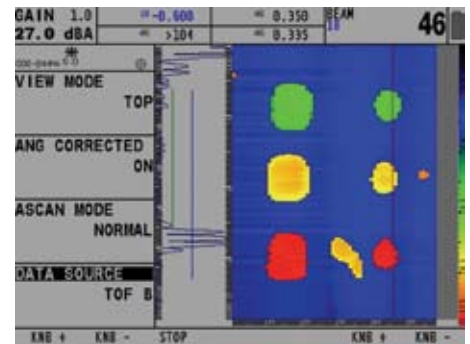 GAIN 1.0
27.0 dBA
-0.600
>104
0.350
0.335
BEAM
46
VIEW MODE
TOP
ANG CORRECTED
ON
ASCAN MODE
NORMAL
DATA SOURCE
TOF B
KNB + KNB - STOP KNB + KNB -